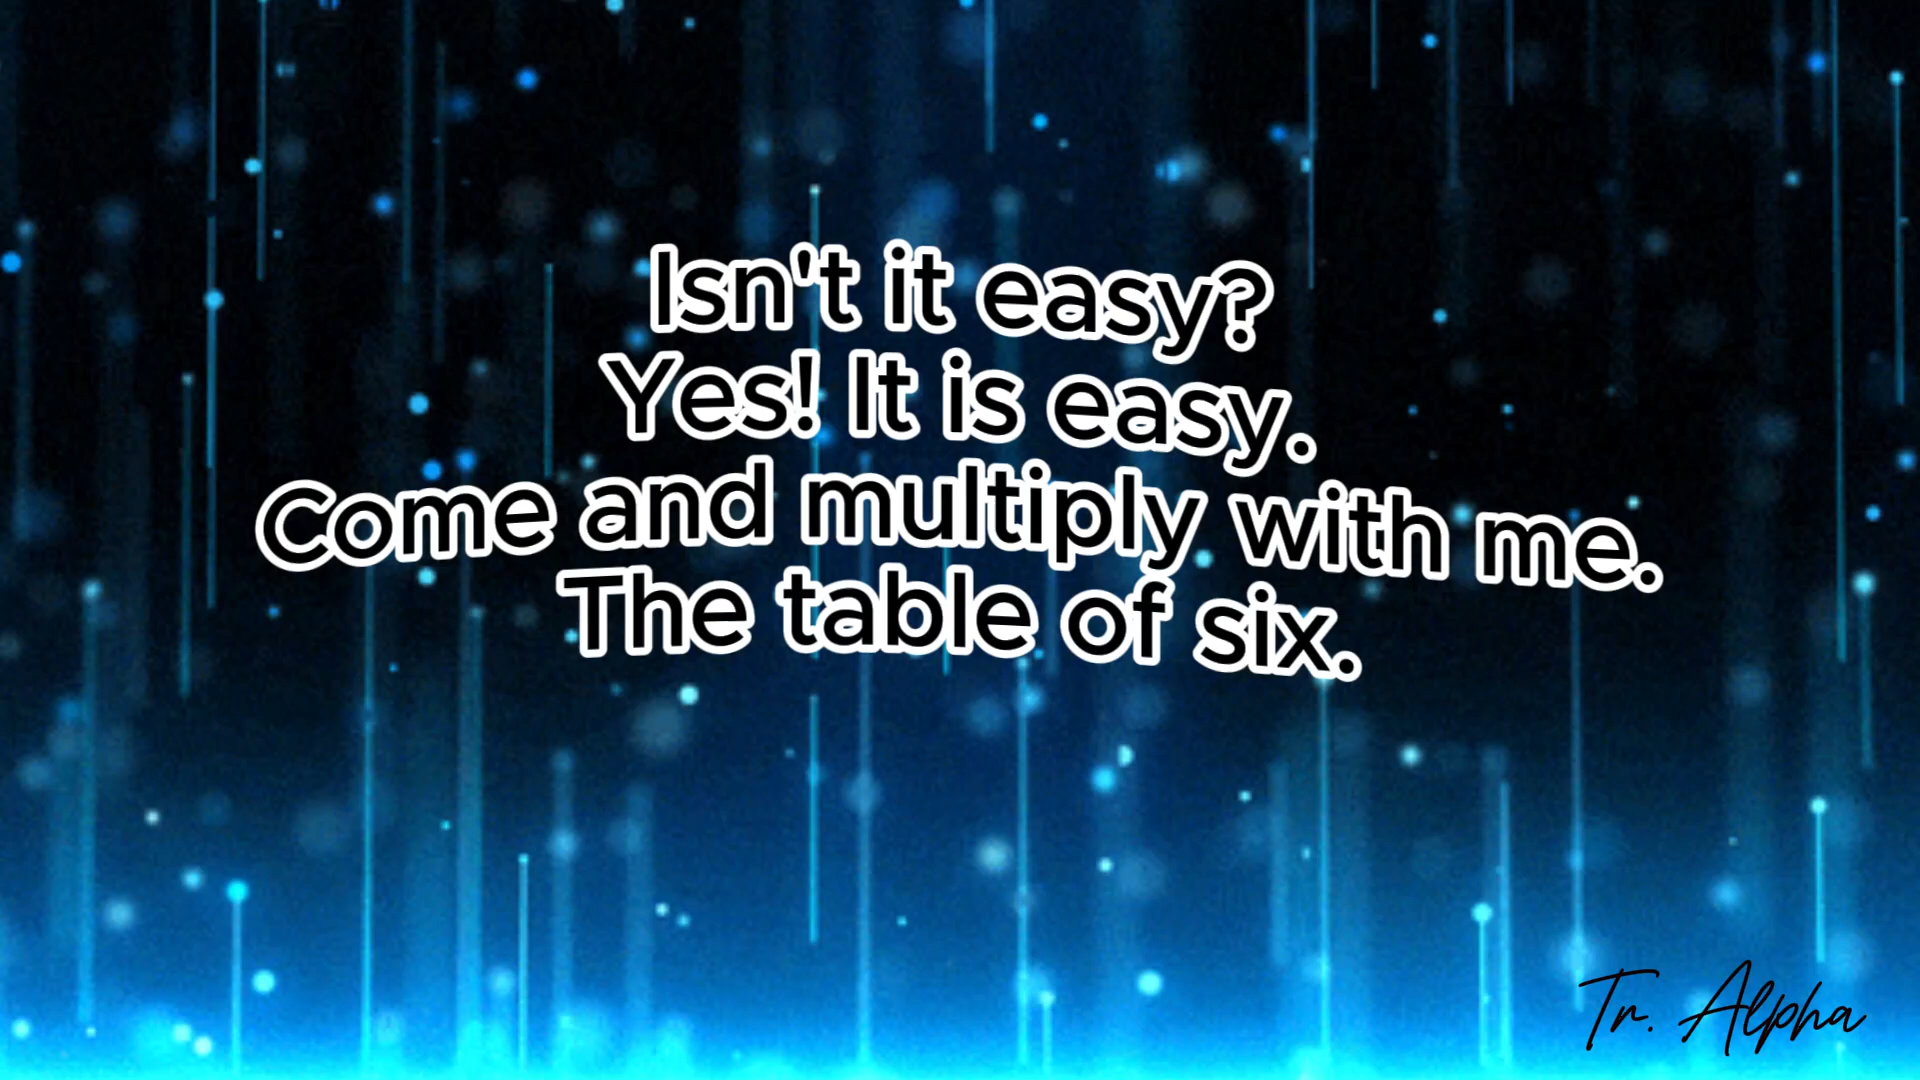 Isn't it easy?
Yes! It is easy.
Come and multiply with me.
The table of six.
Tr. Alpha